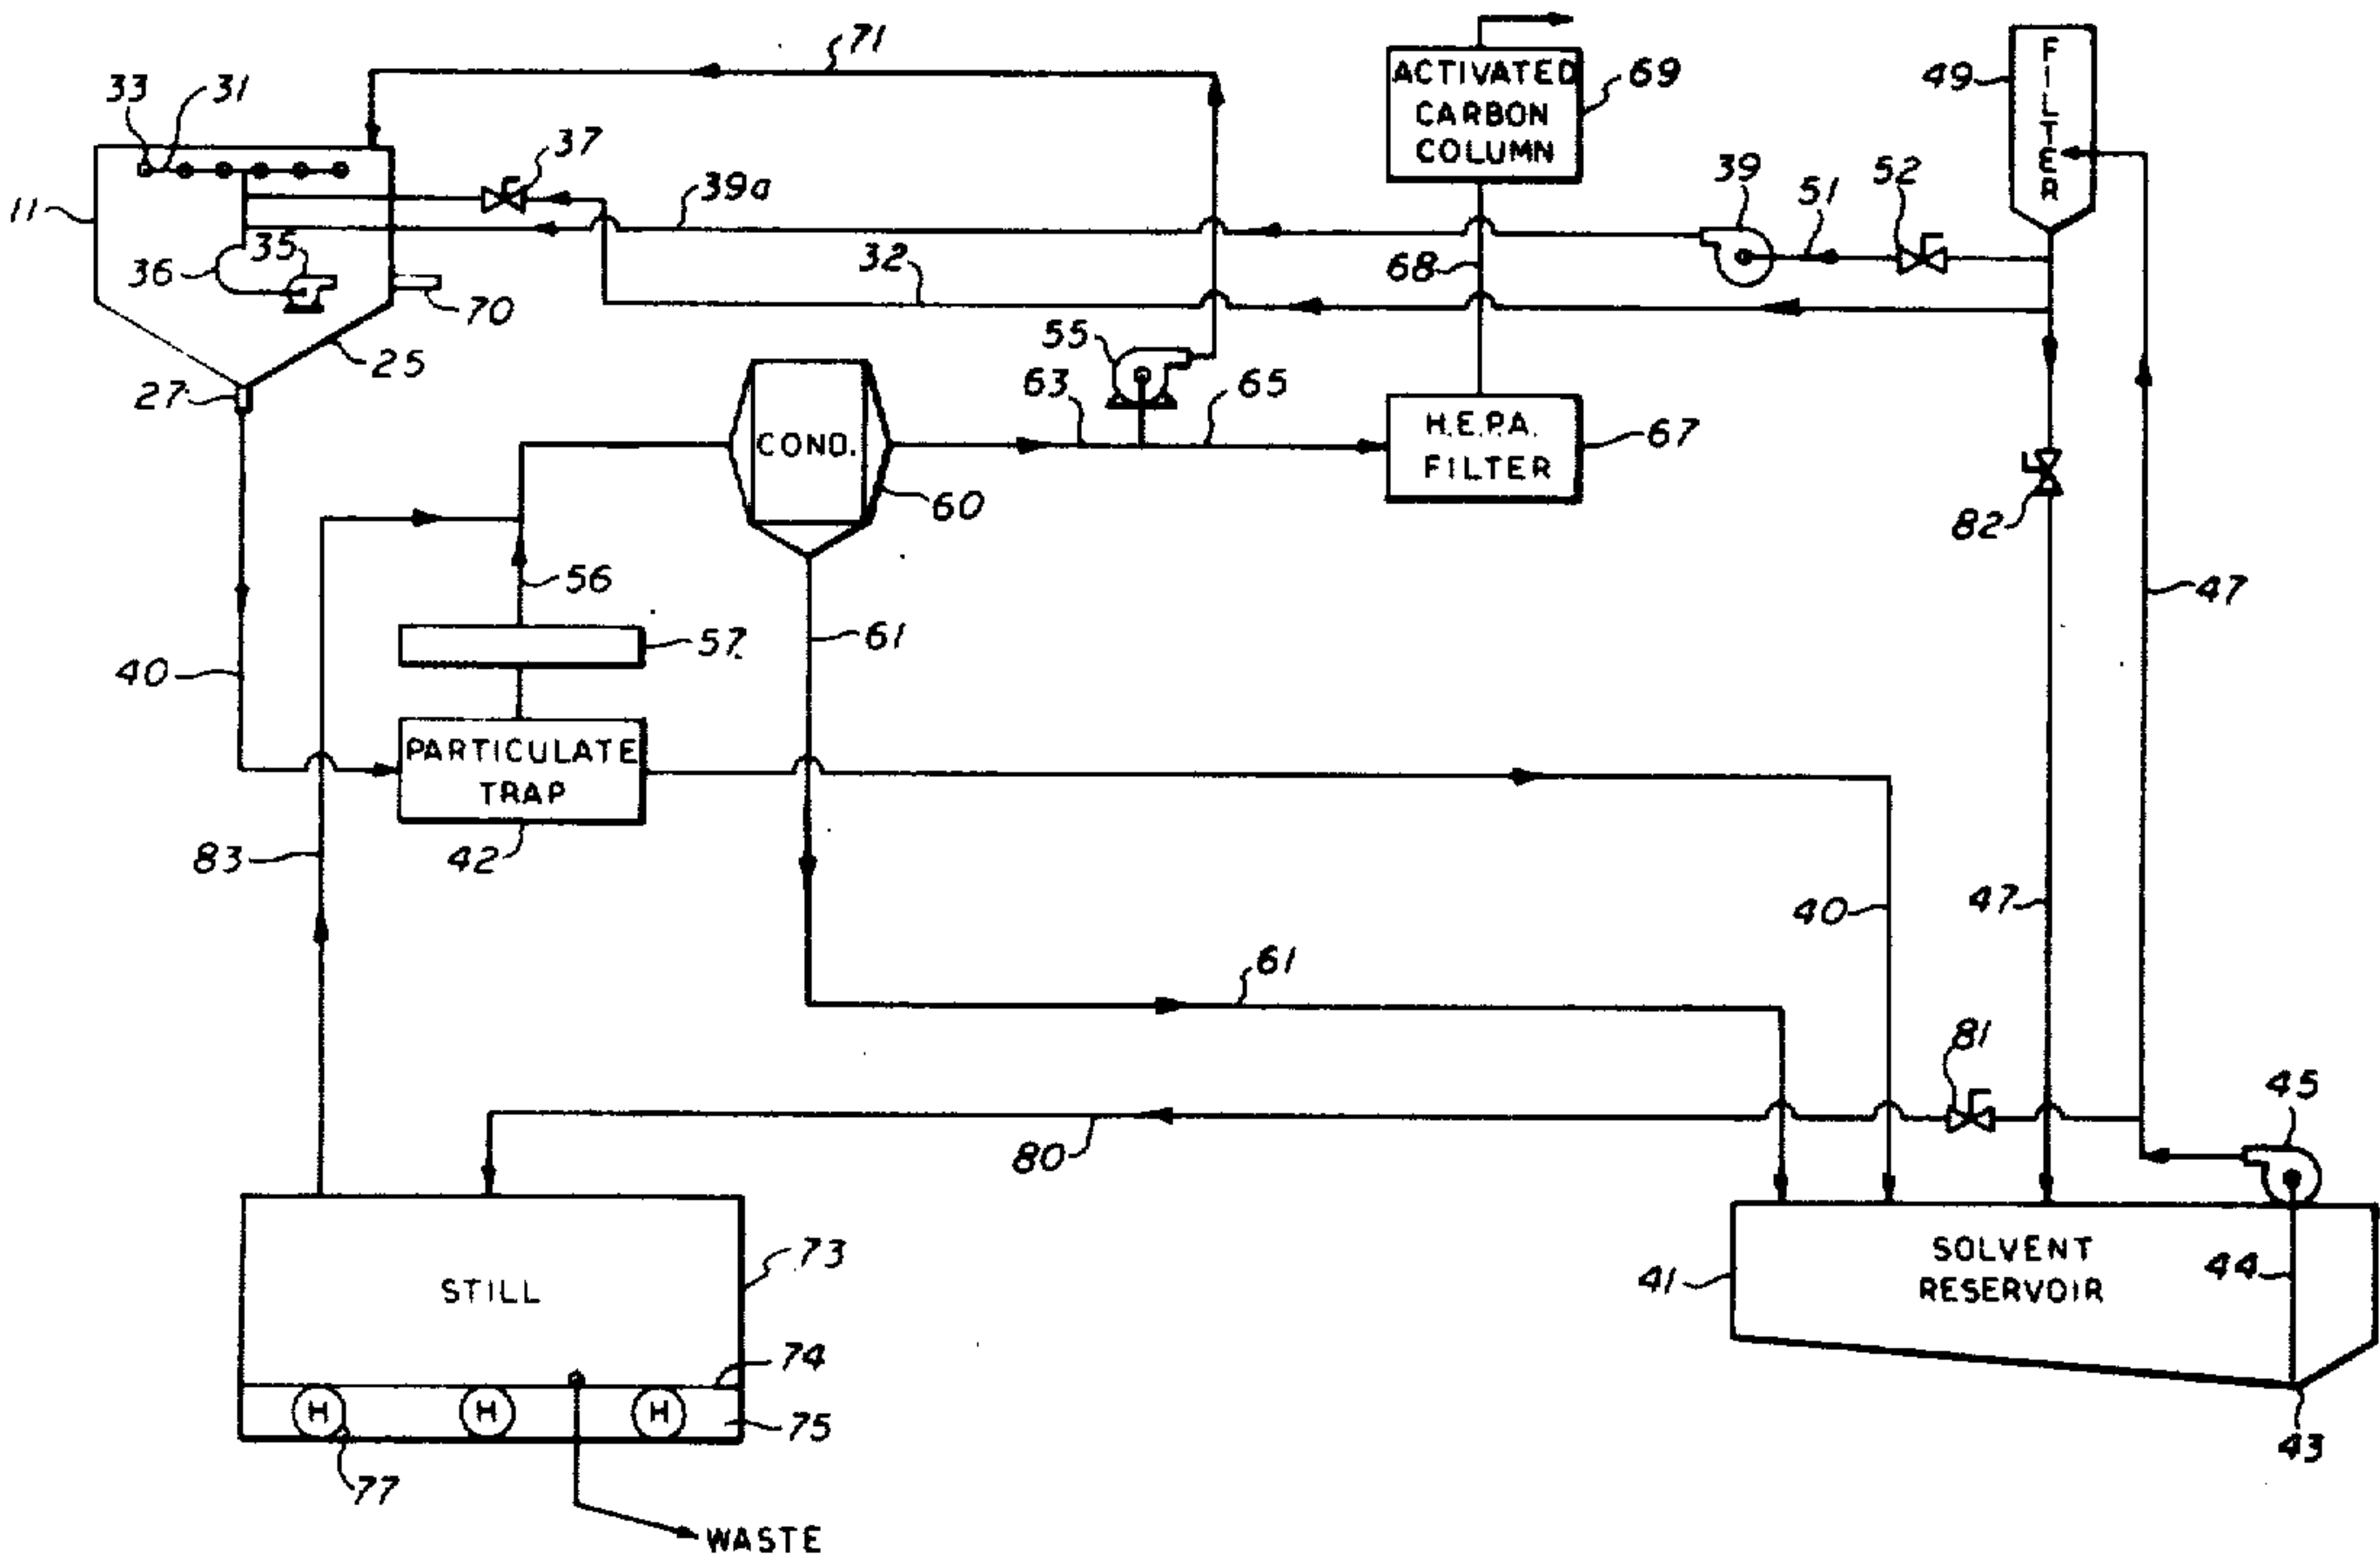 71
33
31
ACTIVATED
CARBON
COLUMN
69
49
FILTER
37
39a
39
51
52
11
36
35
32
68
70
25
27
55
63
65
COND.
H.E.P.A.
FILTER
67
60
82
56
57
61
47
40
PARTICULATE
TRAP
83
42
40
47
61
81
45
80
73
STILL
SOLVENT
RESERVOIR
41
44
74
H
H
H
75
43
77
WASTE